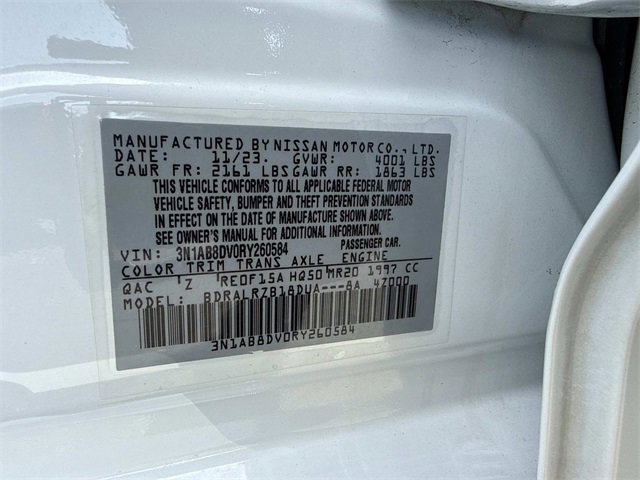 MANUFACTURED BY NISSAN MOTOR CO., LTD.
DATE: 11/23. GVWR: 4001 LBS
GAWR FR: 2161 LBS GAWR RR: 1863 LBS
THIS VEHICLE CONFORMS TO ALL APPLICABLE FEDERAL MOTOR
VEHICLE SAFETY, BUMPER AND THEFT PREVENTION STANDARDS
IN EFFECT ON THE DATE OF MANUFACTURE SHOWN ABOVE.
SEE OWNER'S MANUAL FOR ADDITIONAL INFORMATION.
VIN: 3N1AB8DV0RY260584 PASSENGER CAR.
COLOR TRIM TRANS AXLE ENGINE
QAC Z RE0F15A HQ50 MR20 1997 CC
MODEL: BDRALRZB18DUA---8A 4Z000
3N1AB8DV0RY260584